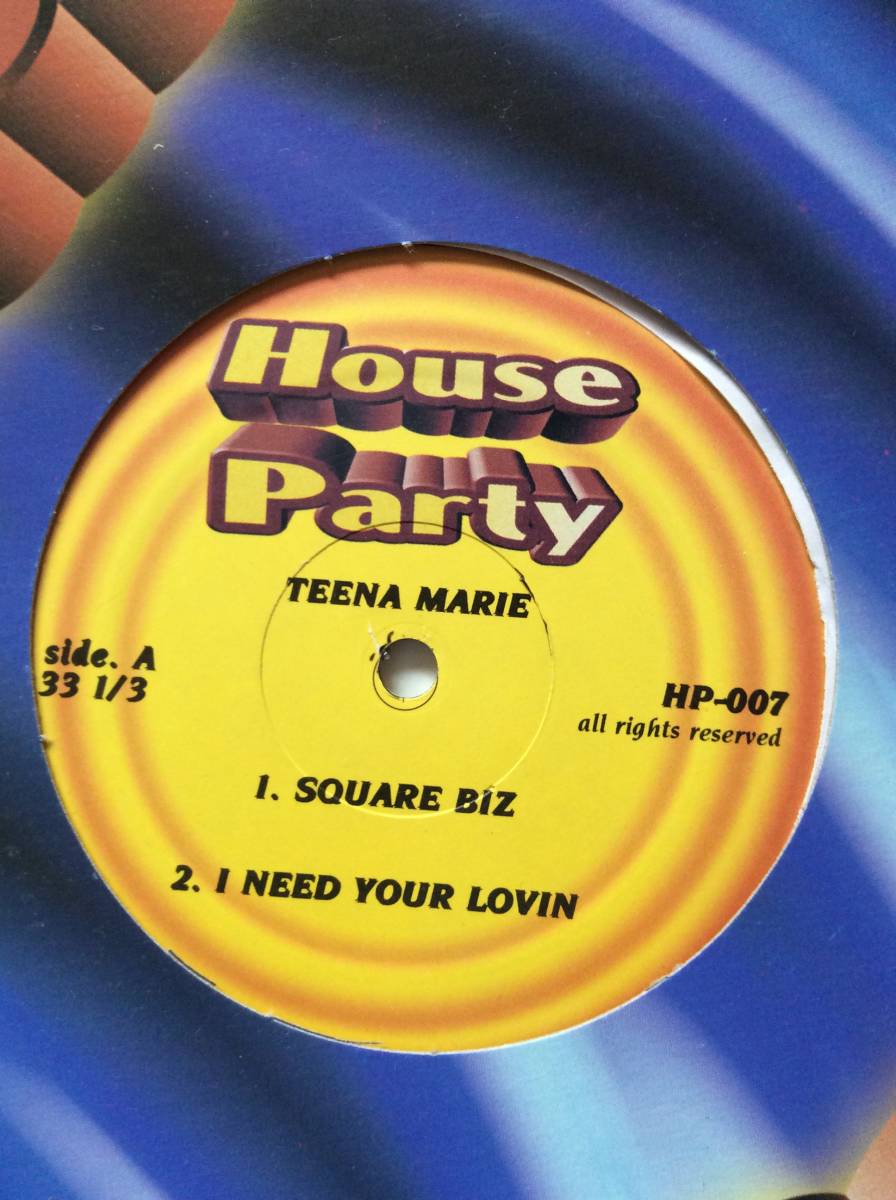 House
Party
TEENA MARIE
side. A
33 1/3
HP-007
all rights reserved
1. SQUARE BIZ
2. I NEED YOUR LOVIN